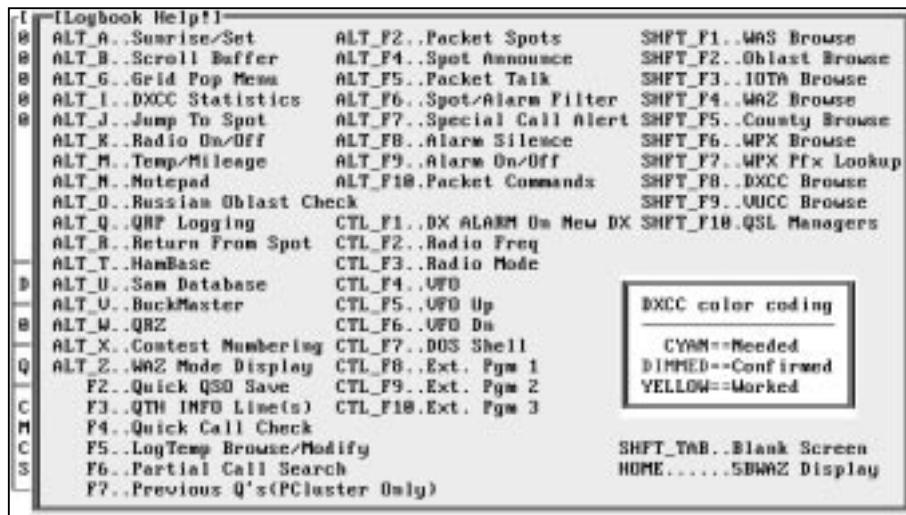 [Logbook Help!]
ALT_A..Sunrise/Set ALT_F2..Packet Spots SHFT_F1..WAS Browse
ALT_B..Scroll Buffer ALT_F4..Spot Announce SHFT_F2..Oblast Browse
ALT_G..Grid Pop Menu ALT_F5..Packet Talk SHFT_F3..IOTA Browse
ALT_I..DXCC Statistics ALT_F6..Spot/Alarm Filter SHFT_F4..WAZ Browse
ALT_J..Jump To Spot ALT_F7..Special Call Alert SHFT_F5..County Browse
ALT_K..Radio On/Off ALT_F8..Alarm Silence SHFT_F6..WPX Browse
ALT_M..Temp/Mileage ALT_F9..Alarm On/Off SHFT_F7..WPX Pfx Lookup
ALT_N..Notepad ALT_F10.Packet Commands SHFT_F8..DXCC Browse
ALT_O..Russian Oblast Check SHFT_F9..VUCC Browse
ALT_Q..QRP Logging CTL_F1..DX ALARM On New DX SHFT_F10.QSL Managers
ALT_R..Return From Spot CTL_F2..Radio Freq
ALT_T..HamBase CTL_F3..Radio Mode
ALT_U..Sam Database CTL_F4..VFO
ALT_V..BuckMaster CTL_F5..VFO Up
ALT_W..QRZ CTL_F6..VFO Dn
ALT_X..Contest Numbering CTL_F7..DOS Shell
ALT_Z..WAZ Mode Display CTL_F8..Ext. Pgm 1
F2..Quick QSO Save CTL_F9..Ext. Pgm 2
F3..QTH INFO Line(s) CTL_F10.Ext. Pgm 3
F4..Quick Call Check
F5..LogTemp Browse/Modify
F6..Partial Call Search
F7..Previous Q's(PCluster Only)
DXCC color coding
CYAN==Needed
DIMMED==Confirmed
YELLOW==Worked
SHFT_TAB..Blank Screen
HOME......5BWAZ Display